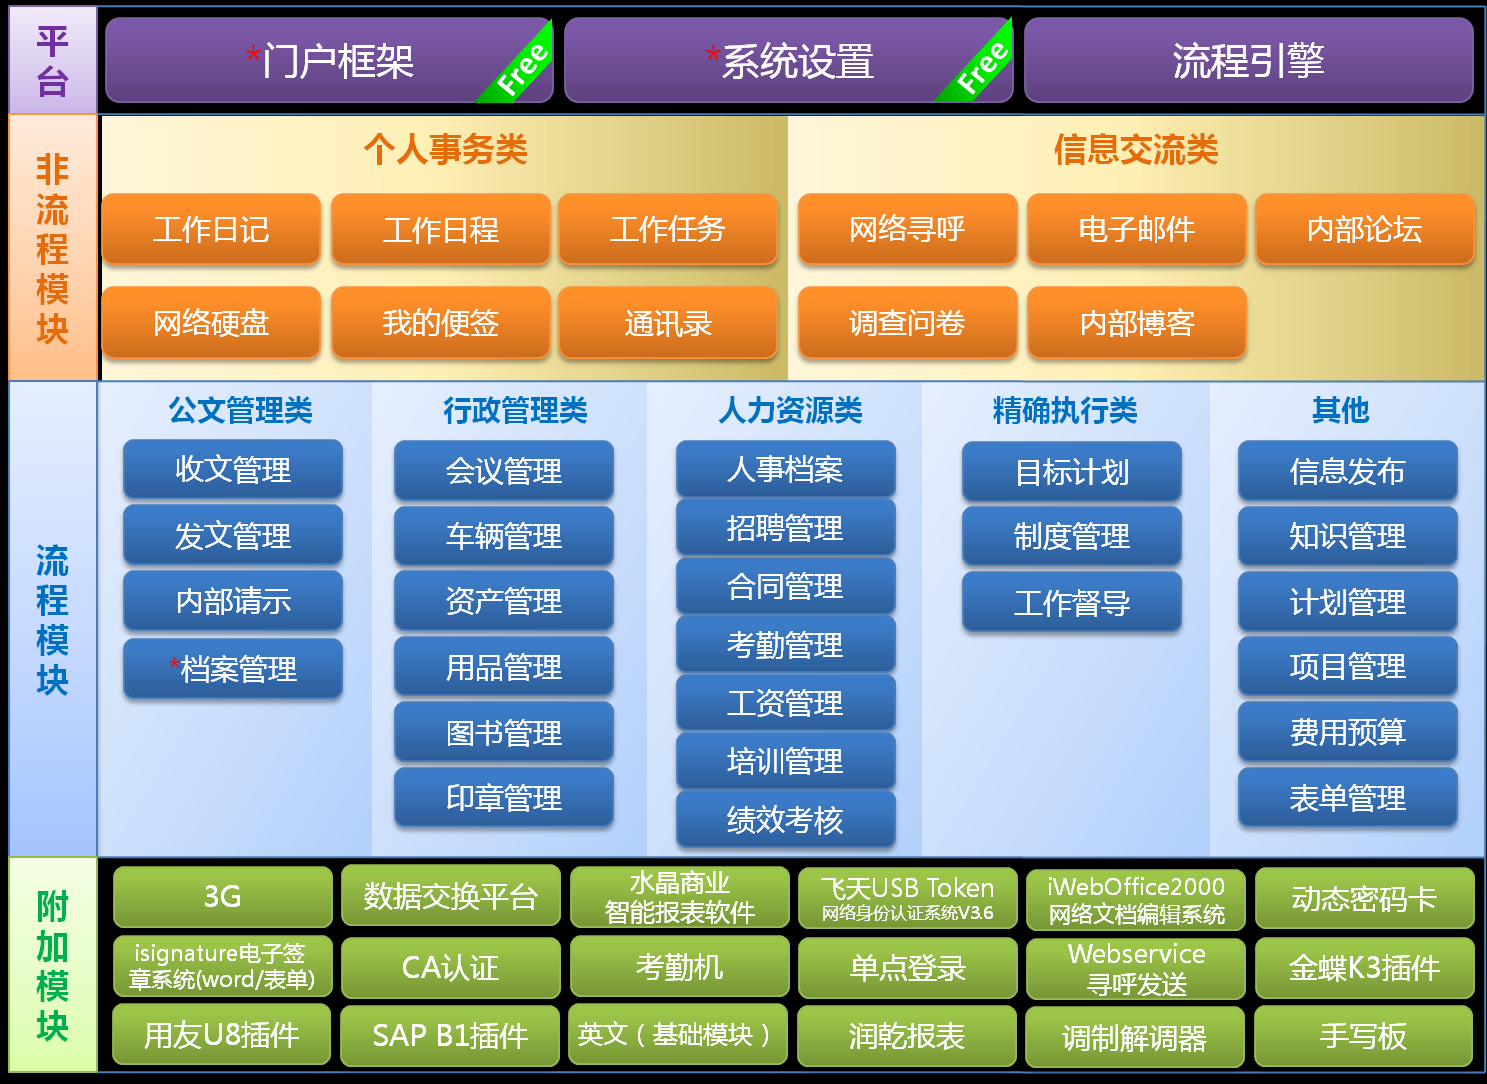 平台
*门户框架
Free
*系统设置
Free
流程引擎
非流程模块
个人事务类
信息交流类
工作日记
工作日程
工作任务
网络寻呼
电子邮件
内部论坛
网络硬盘
我的便签
通讯录
调查问卷
内部博客
流程模块
公文管理类
收文管理
发文管理
内部请示
*档案管理
行政管理类
会议管理
车辆管理
资产管理
用品管理
图书管理
印章管理
人力资源类
人事档案
招聘管理
合同管理
考勤管理
工资管理
培训管理
绩效考核
精确执行类
目标计划
制度管理
工作督导
其他
信息发布
知识管理
计划管理
项目管理
费用预算
表单管理
附加模块
3G
数据交换平台
水晶商业
智能报表软件
飞天USB Token
网络身份认证系统V3.6
iWebOffice2000
网络文档编辑系统
动态密码卡
isignature电子签
章系统(word/表单)
CA认证
考勤机
单点登录
Webservice
寻呼发送
金蝶K3插件
用友U8插件
SAP B1插件
英文（基础模块）
润乾报表
调制解调器
手写板